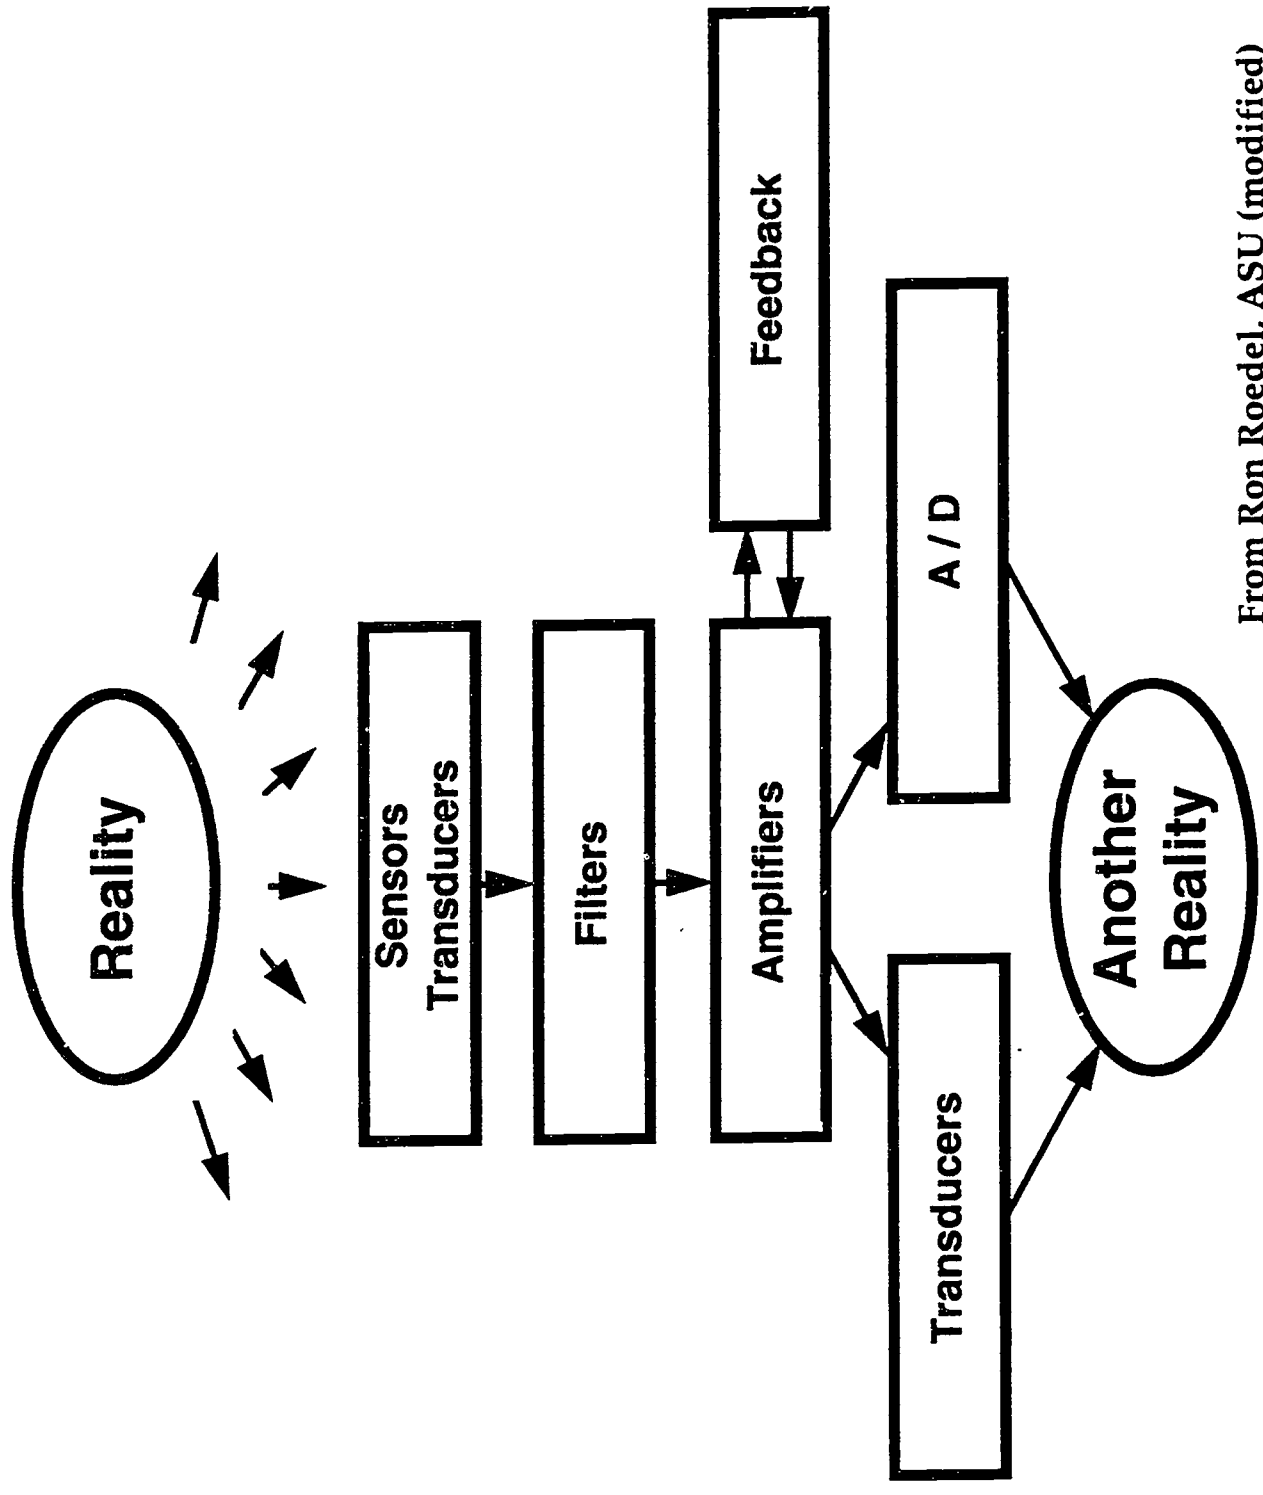 Reality
Sensors
Transducers
Filters
Amplifiers
Feedback
Transducers
A / D
Another
Reality
From Ron Roedel, ASU (modified)